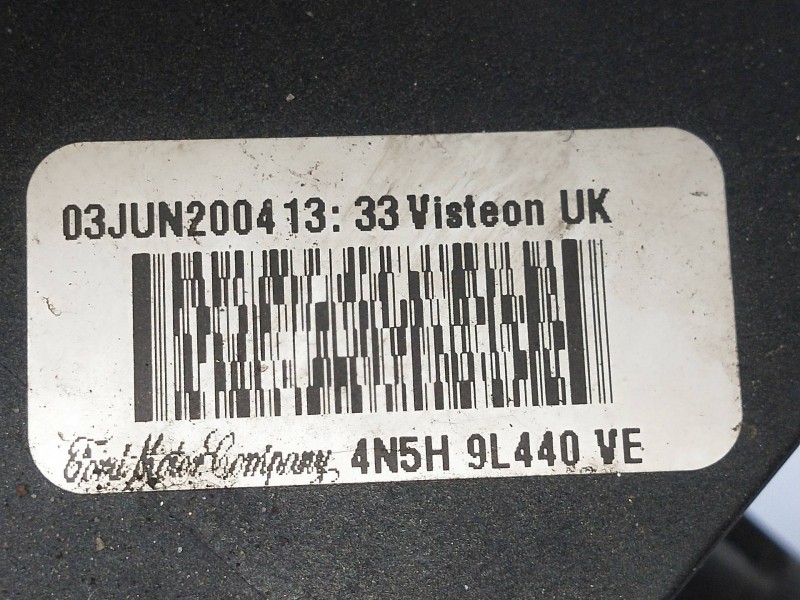 03JUN2004 13:33 Visteon UK
Ford Motor Company, 4N5H 9L440 VE